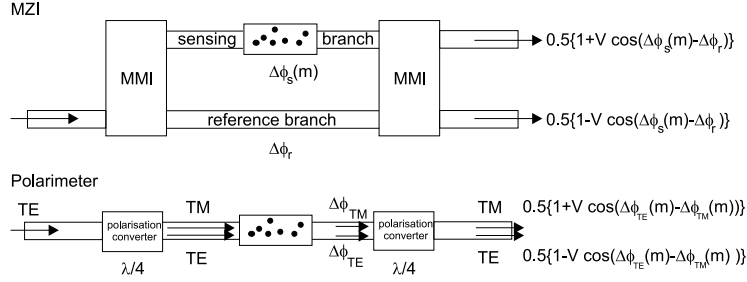 MZI
sensing branch 0.5{1+V cos(Δϕs(m)-Δϕr)}
MMI Δϕs(m) MMI
reference branch 0.5{1-V cos(Δϕs(m)-Δϕr)}
Δϕr
Polarimeter
TE TM ΔϕTM TM 0.5{1+V cos(ΔϕTE(m)-ΔϕTM(m))}
polarisation converter polarisation converter
λ/4 TE ΔϕTE λ/4 TE 0.5{1-V cos(ΔϕTE(m)-ΔϕTM(m) )}